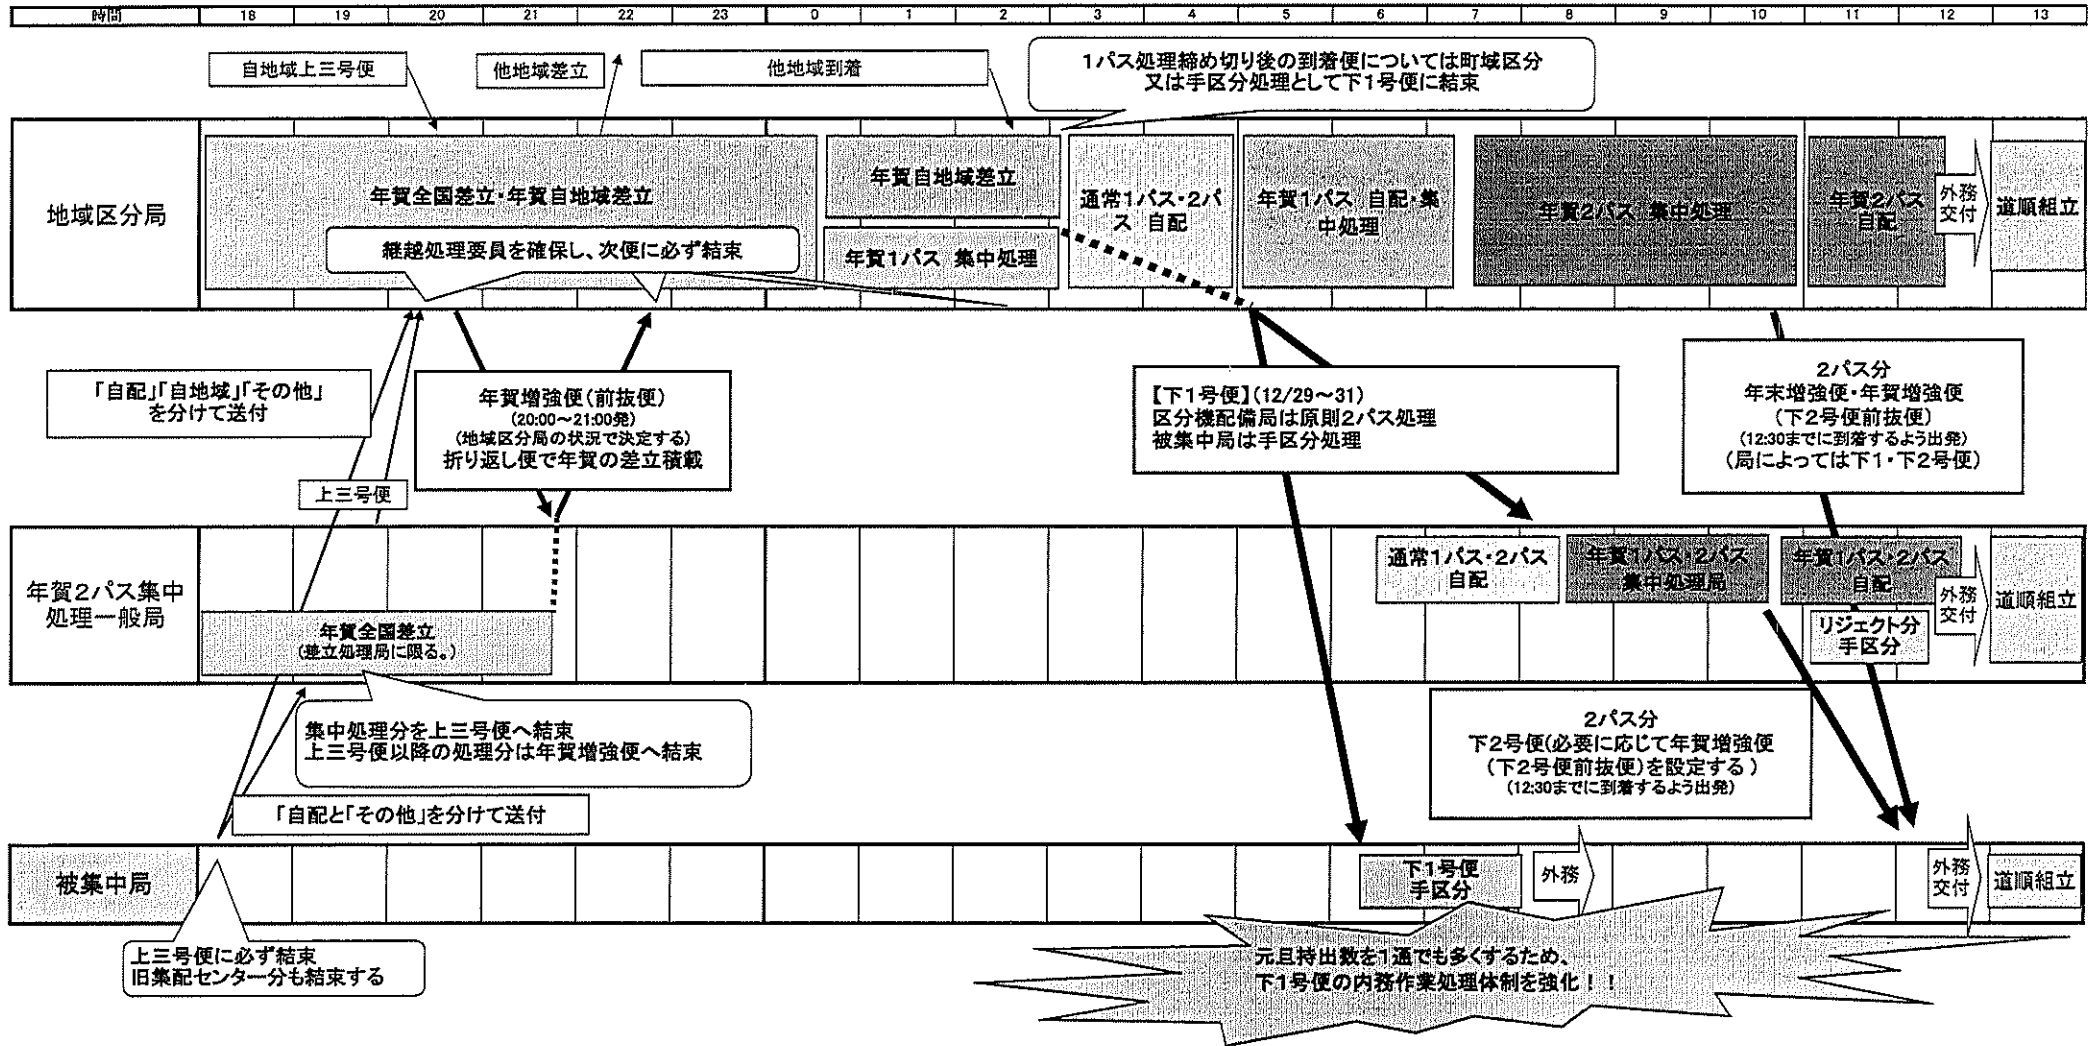 時間 18 19 20 21 22 23 0 1 2 3 4 5 6 7 8 9 10 11 12 13
自地域上三号便
他地域差立
他地域到着
1パス処理締め切り後の到着便については町域区分
又は手区分処理として下1号便に結束
地域区分局
年賀全国差立・年賀自地域差立
継越処理要員を確保し、次便に必ず結束
年賀自地域差立
年賀1パス 集中処理
通常1パス・2パ
ス 自配
年賀1パス 自配・集
中処理
年賀2パス 集中処理
年賀2パス
自配
外務
交付
道順組立
「自配」「自地域」「その他」
を分けて送付
年賀増強便(前抜便)
(20:00～21:00発)
(地域区分局の状況で決定する)
折り返し便で年賀の差立積載
【下1号便】(12/29～31)
区分機配備局は原則2パス処理
被集中局は手区分処理
2パス分
年末増強便・年賀増強便
(下2号便前抜便)
(12:30までに到着するよう出発)
(局によっては下1・下2号便)
上三号便
年賀2パス集中
処理一般局
年賀全国差立
(差立処理局に限る。)
通常1パス・2パス
自配
年賀1パス・2パス
集中処理局
年賀1パス・2パス
自配
リジェクト分
手区分
外務
交付
道順組立
集中処理分を上三号便へ結束
上三号便以降の処理分は年賀増強便へ結束
2パス分
下2号便(必要に応じて年賀増強便
(下2号便前抜便)を設定する)
(12:30までに到着するよう出発)
「自配と「その他」を分けて送付
被集中局
下1号便
手区分
外務
外務
交付
道順組立
上三号便に必ず結束
旧集配センター分も結束する
元旦持出数を1通でも多くするため、
下1号便の内務作業処理体制を強化！！